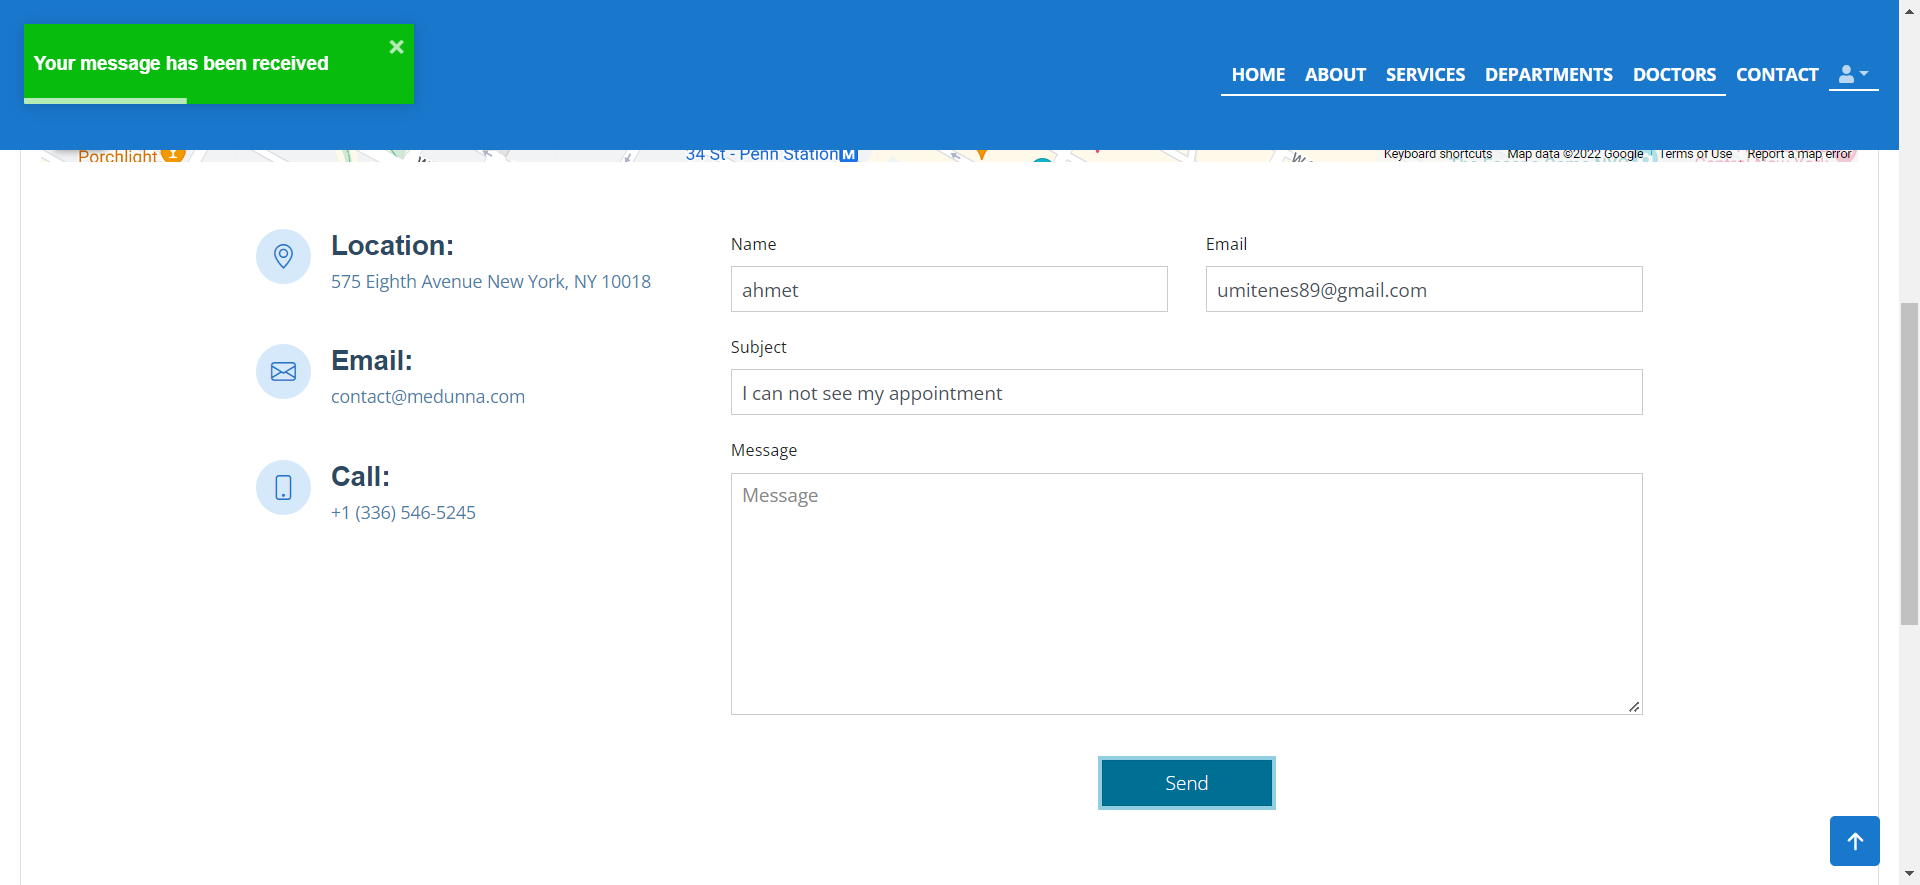 Your message has been received
HOME ABOUT SERVICES DEPARTMENTS DOCTORS CONTACT
Porchlight
34 St - Penn Station M
Keyboard shortcuts Map data ©2022 Google Terms of Use Report a map error
Location:
575 Eighth Avenue New York, NY 10018
Email:
contact@medunna.com
Call:
+1 (336) 546-5245
Name
ahmet
Email
umitenes89@gmail.com
Subject
I can not see my appointment
Message
Message
Send